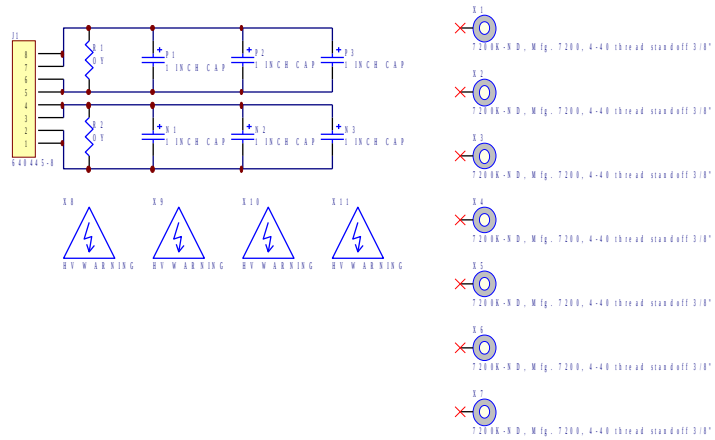 J1
8
7
6
5
4
3
2
1
640445-8
R1
OY
P1
1 INCH CAP
P2
1 INCH CAP
P3
1 INCH CAP
R2
OY
N1
1 INCH CAP
N2
1 INCH CAP
N3
1 INCH CAP
X8
HV WARNING
X9
HV WARNING
X10
HV WARNING
X11
HV WARNING
X1
7200K-ND, Mfg. 7200, 4-40 thread standoff 3/8"
X2
7200K-ND, Mfg. 7200, 4-40 thread standoff 3/8"
X3
7200K-ND, Mfg. 7200, 4-40 thread standoff 3/8"
X4
7200K-ND, Mfg. 7200, 4-40 thread standoff 3/8"
X5
7200K-ND, Mfg. 7200, 4-40 thread standoff 3/8"
X6
7200K-ND, Mfg. 7200, 4-40 thread standoff 3/8"
X7
7200K-ND, Mfg. 7200, 4-40 thread standoff 3/8"